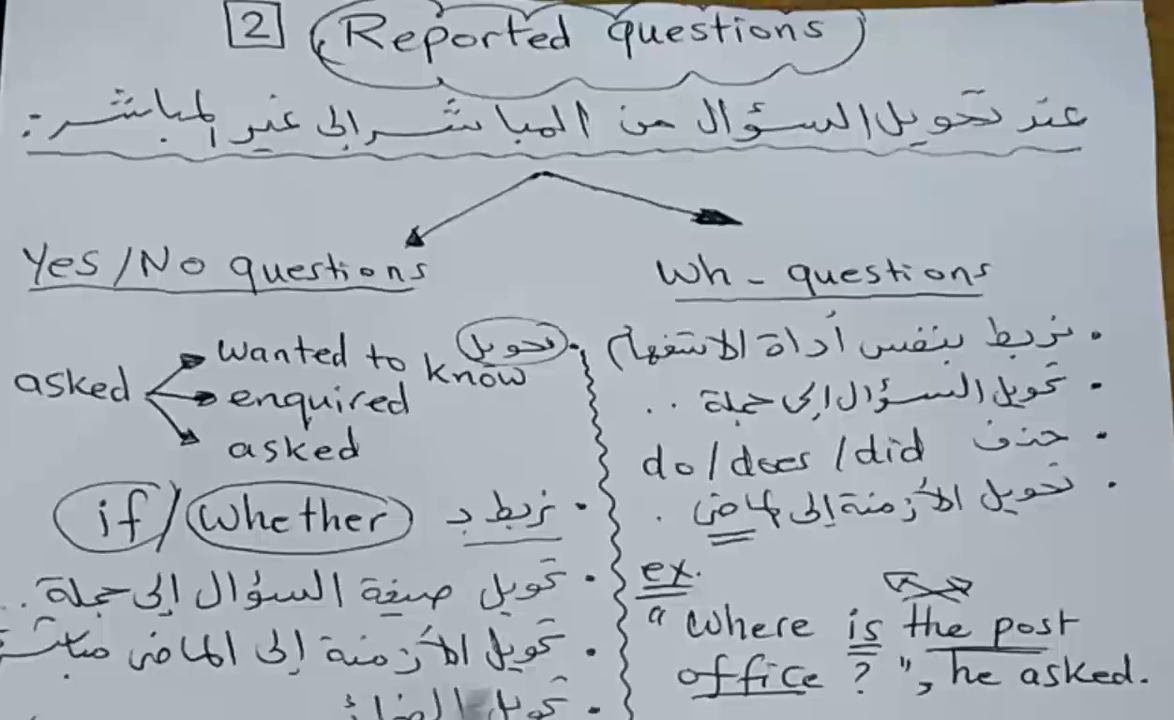 2 Reported questions
عند تحويل السؤال من المباشر إلى غير المباشر:
Yes/No questions
تحويل
asked
wanted to know
enquired
asked
نربط بـ if/whether
تحويل صيغة السؤال إلى جملة..
تحويل الأزمنة إلى الماضي
تحويل
Wh-questions
نربط بنفس أداة الاستفهام
تحويل السؤال إلى جملة..
حذف do/does/did
تحويل الأزمنة إلى ماضي.
ex.
"Where is the post
office?", he asked.